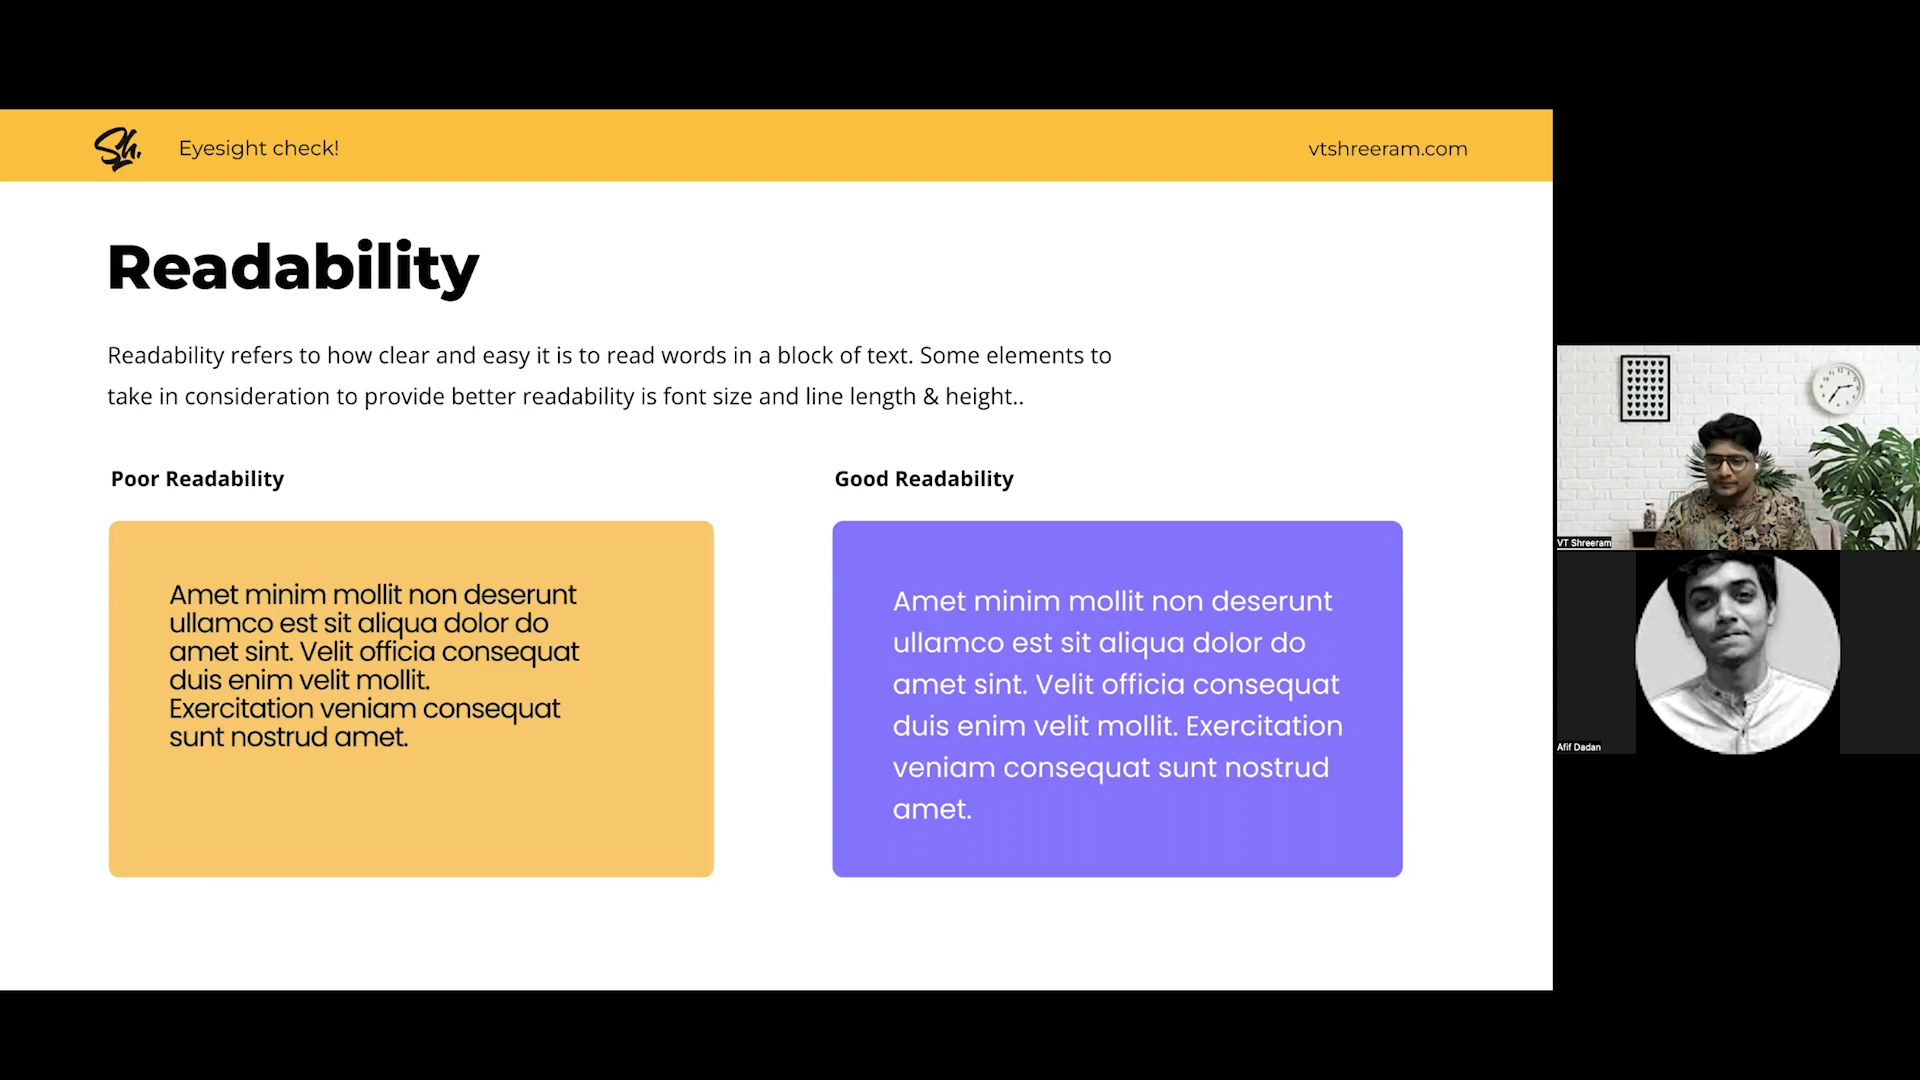 Sh.
Eyesight check!
vtshreeram.com
Readability
Readability refers to how clear and easy it is to read words in a block of text. Some elements to
take in consideration to provide better readability is font size and line length & height..
Poor Readability
Good Readability
Amet minim mollit non deserunt
ullamco est sit aliqua dolor do
amet sint. Velit officia consequat
duis enim velit mollit.
Exercitation veniam consequat
sunt nostrud amet.
Amet minim mollit non deserunt
ullamco est sit aliqua dolor do
amet sint. Velit officia consequat
duis enim velit mollit. Exercitation
veniam consequat sunt nostrud
amet.
VT Shreeram
Afif Dadan